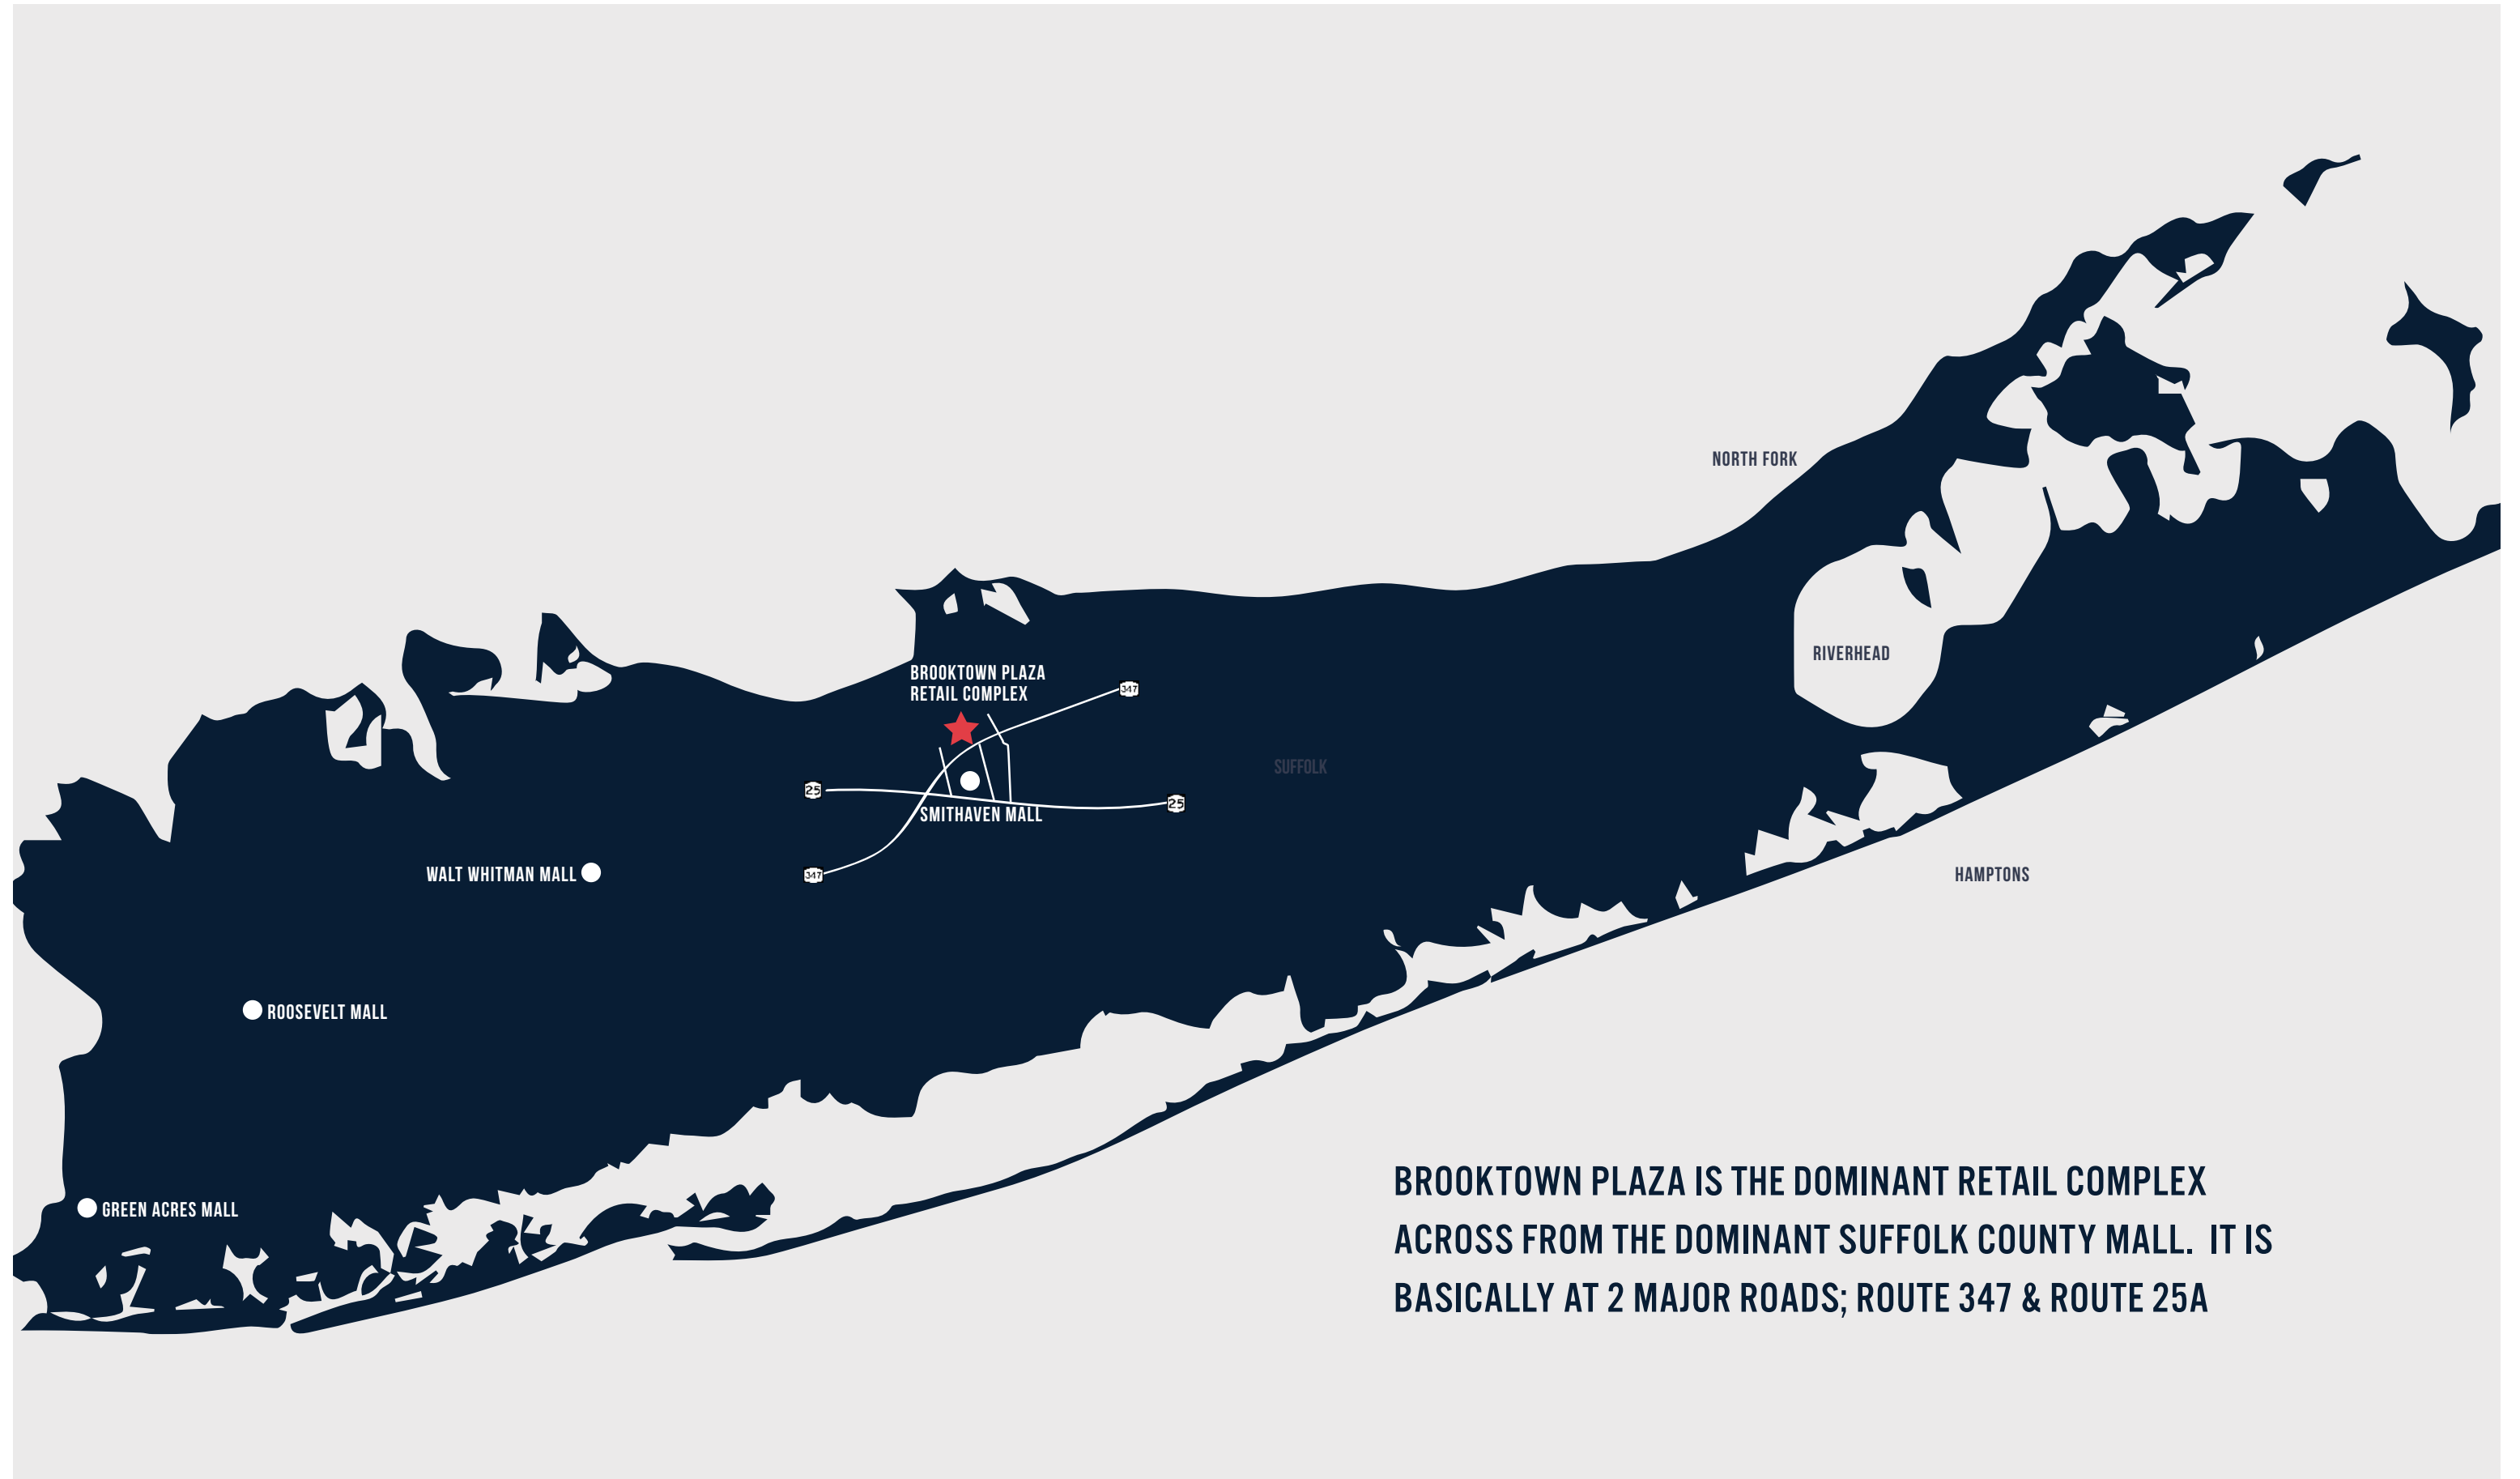 NORTH FORK
RIVERHEAD
BROOKTOWN PLAZA
RETAIL COMPLEX
347
SUFFOLK
25
25
SMITHAVEN MALL
WALT WHITMAN MALL
347
HAMPTONS
ROOSEVELT MALL
GREEN ACRES MALL
BROOKTOWN PLAZA IS THE DOMINANT RETAIL COMPLEX
ACROSS FROM THE DOMINANT SUFFOLK COUNTY MALL. IT IS
BASICALLY AT 2 MAJOR ROADS; ROUTE 347 & ROUTE 25A